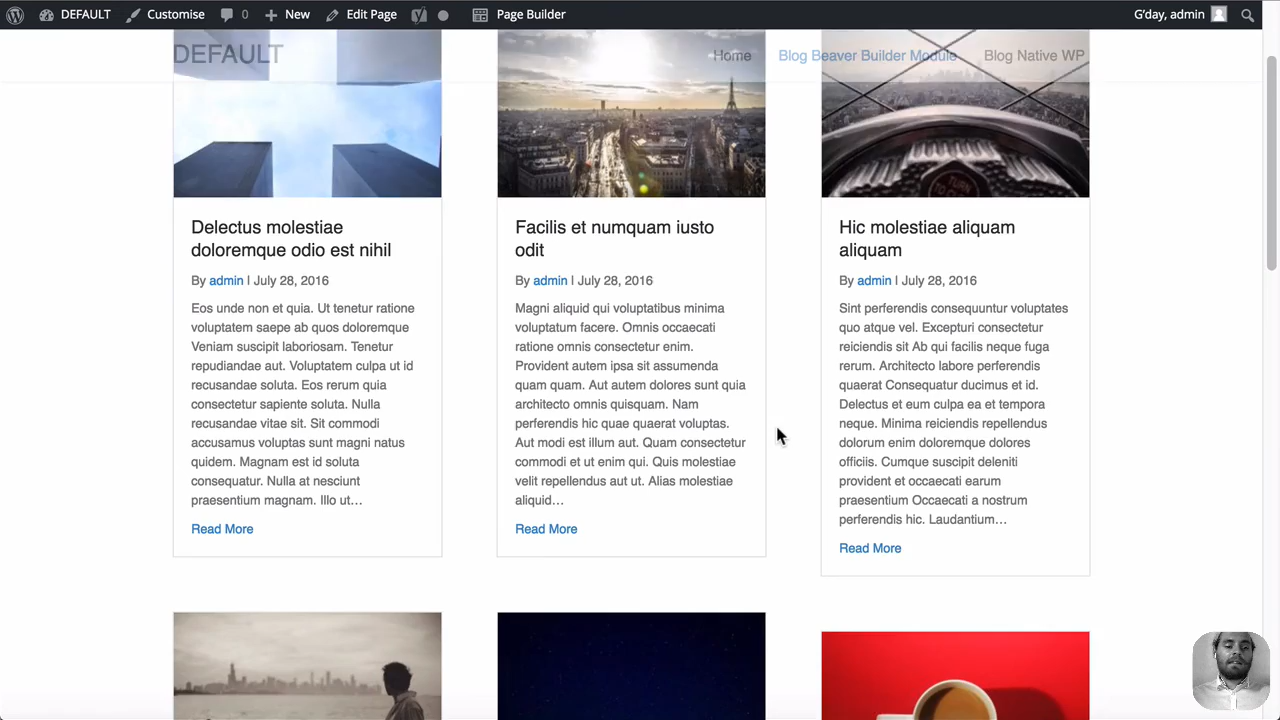 DEFAULT Customise 0 New Edit Page Page Builder G'day, admin
DEFAULT Home Blog Beaver Builder Module Blog Native WP
TURN TO
Delectus molestiae
doloremque odio est nihil
By admin | July 28, 2016
Eos unde non et quia. Ut tenetur ratione
voluptatem saepe ab quos doloremque
Veniam suscipit laboriosam. Tenetur
repudiandae aut. Voluptatem culpa ut id
recusandae soluta. Eos rerum quia
consectetur sapiente soluta. Nulla
recusandae vitae sit. Sit commodi
accusamus voluptas sunt magni natus
quidem. Magnam est id soluta
consequatur. Nulla at nesciunt
praesentium magnam. Illo ut…
Read More
Facilis et numquam iusto
odit
By admin | July 28, 2016
Magni aliquid qui voluptatibus minima
voluptatum facere. Omnis occaecati
ratione omnis consectetur enim.
Provident autem ipsa sit assumenda
quam quam. Aut autem dolores sunt quia
architecto omnis quisquam. Nam
perferendis hic quae quaerat voluptas.
Aut modi est illum aut. Quam consectetur
commodi et ut enim qui. Quis molestiae
velit repellendus aut ut. Alias molestiae
aliquid…
Read More
Hic molestiae aliquam
aliquam
By admin | July 28, 2016
Sint perferendis consequuntur voluptates
quo atque vel. Excepturi consectetur
reiciendis sit Ab qui facilis neque fuga
rerum. Architecto labore perferendis
quaerat Consequatur ducimus et id.
Delectus et eum culpa ea et tempora
neque. Minima reiciendis repellendus
dolorum enim doloremque dolores
officiis. Cumque suscipit deleniti
provident et occaecati earum
praesentium Occaecati a nostrum
perferendis hic. Laudantium…
Read More